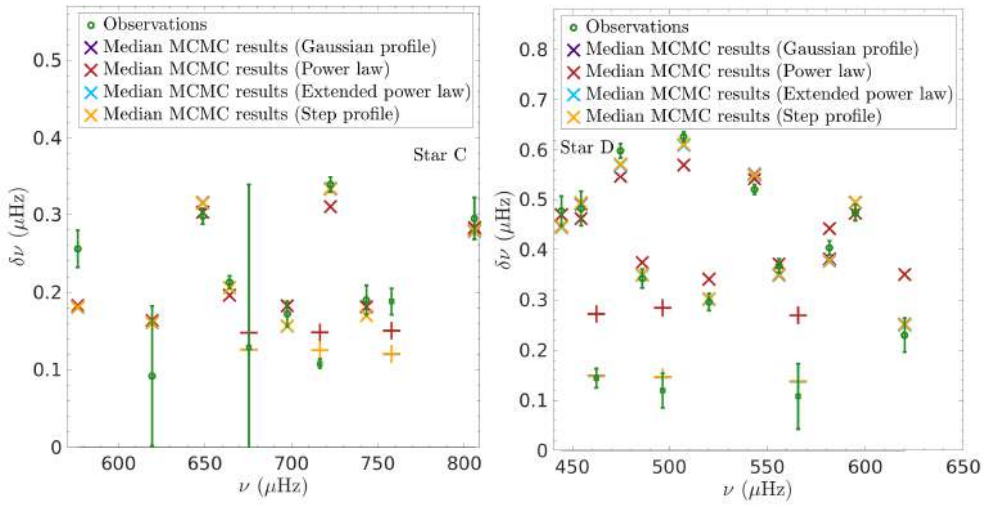 Observations
Median MCMC results (Gaussian profile)
Median MCMC results (Power law)
Median MCMC results (Extended power law)
Median MCMC results (Step profile)
Star C
0.5
0.4
0.3
0.2
0.1
0
δν (μHz)
600
650
700
750
800
ν (μHz)
Observations
Median MCMC results (Gaussian profile)
Median MCMC results (Power law)
Median MCMC results (Extended power law)
Median MCMC results (Step profile)
Star D
0.8
0.7
0.6
0.5
0.4
0.3
0.2
0.1
0
δν (μHz)
450
500
550
600
650
ν (μHz)